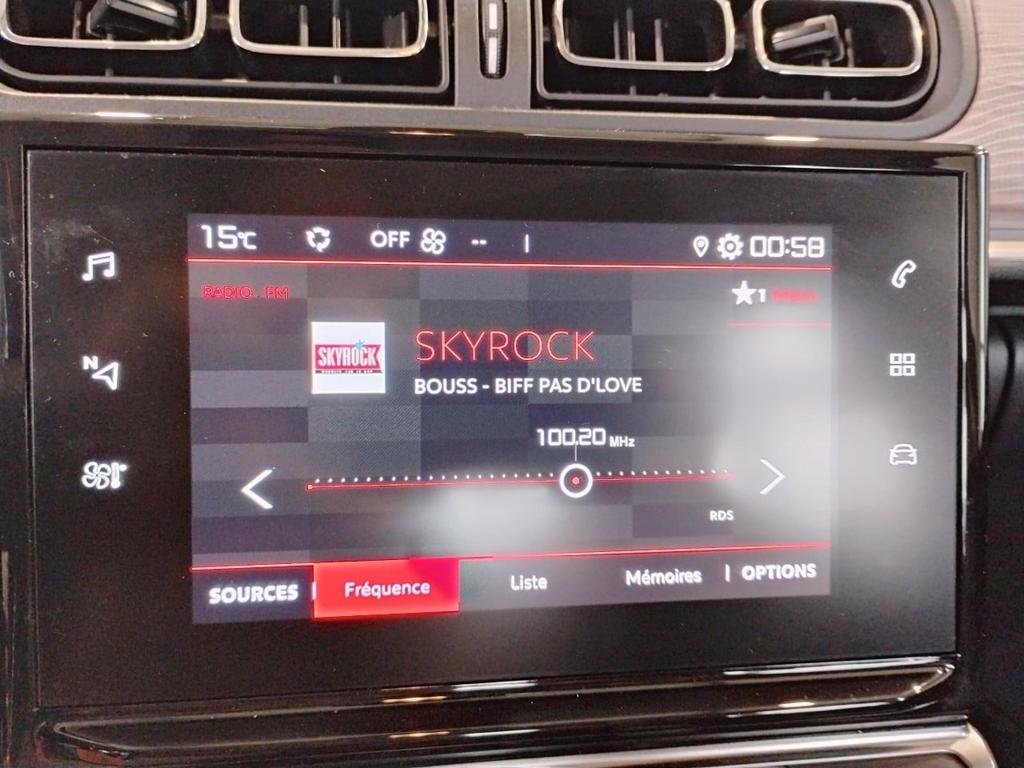 15°C OFF -- 00:58
RADIO FM
1 Mem
SKYROCK
SKYROCK
BOUSS - BIFF PAS D'LOVE
100.20 MHz
N
RDS
SOURCES Fréquence Liste Mémoires OPTIONS